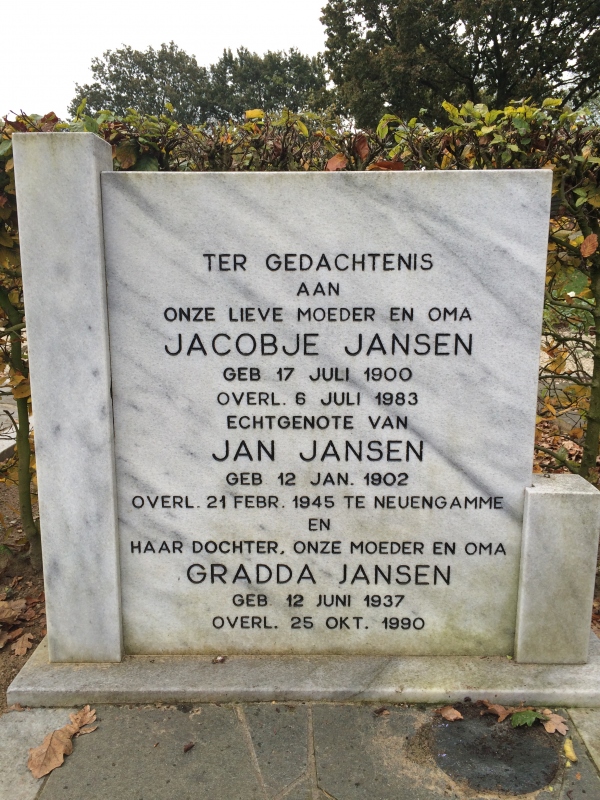 TER GEDACHTENIS
AAN
ONZE LIEVE MOEDER EN OMA
JACOBJE JANSEN
GEB 17 JULI 1900
OVERL. 6 JULI 1983
ECHTGENOTE VAN
JAN JANSEN
GEB 12 JAN. 1902
OVERL. 21 FEBR. 1945 TE NEUENGAMME
EN
HAAR DOCHTER, ONZE MOEDER EN OMA
GRADDA JANSEN
GEB. 12 JUNI 1937
OVERL. 25 OKT. 1990